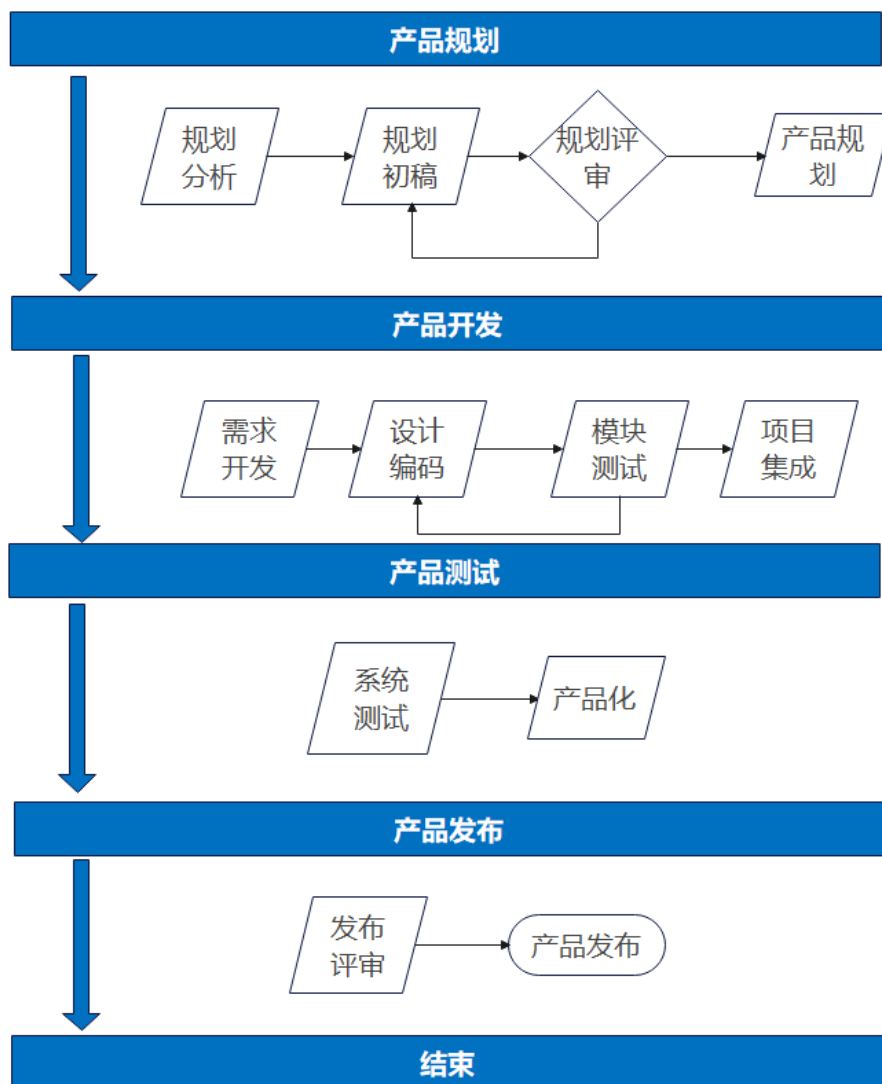 产品规划
规划
分析
规划
初稿
规划评
审
产品规
划
产品开发
需求
开发
设计
编码
模块
测试
项目
集成
产品测试
系统
测试
产品化
产品发布
发布
评审
产品发布
结束